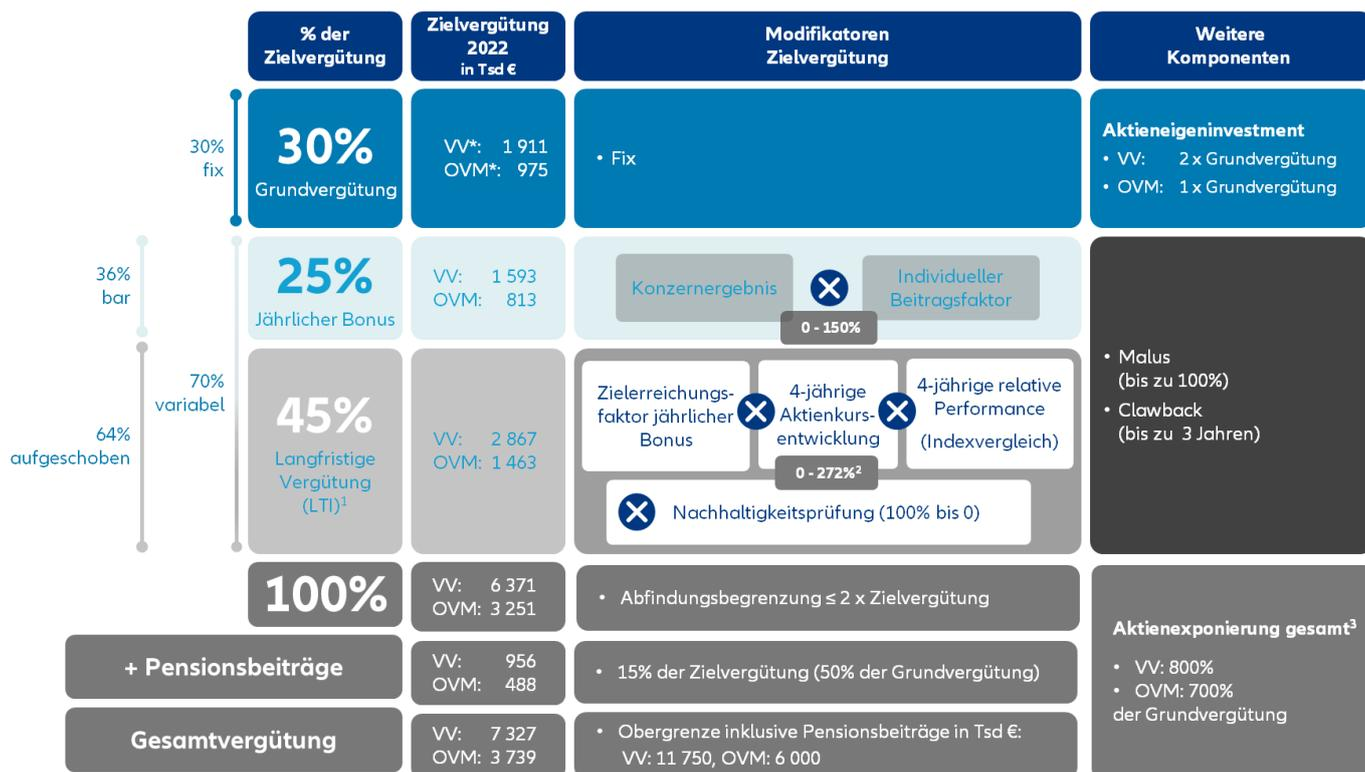 % der
Zielvergütung
Zielvergütung
2022
in Tsd €
Modifikatoren
Zielvergütung
Weitere
Komponenten
30%
fix
30%
Grundvergütung
VV*: 1 911
OVM*: 975
• Fix
Aktieneigeninvestment
• VV: 2 x Grundvergütung
• OVM: 1 x Grundvergütung
36%
bar
70%
variabel
25%
Jährlicher Bonus
VV: 1 593
OVM: 813
Konzernergebnis
Individueller
Beitragsfaktor
0 - 150%
64%
aufgeschoben
45%
Langfristige
Vergütung
(LTI)¹
VV: 2 867
OVM: 1 463
Zielerreichungs-
faktor jährlicher
Bonus
4-jährige
Aktienkurs-
entwicklung
4-jährige relative
Performance
(Indexvergleich)
0 - 272%²
Nachhaltigkeitsprüfung (100% bis 0)
• Malus
(bis zu 100%)
• Clawback
(bis zu 3 Jahren)
100%
VV: 6 371
OVM: 3 251
• Abfindungsbegrenzung ≤ 2 x Zielvergütung
+ Pensionsbeiträge
VV: 956
OVM: 488
• 15% der Zielvergütung (50% der Grundvergütung)
Gesamtvergütung
VV: 7 327
OVM: 3 739
• Obergrenze inklusive Pensionsbeiträge in Tsd €:
VV: 11 750, OVM: 6 000
Aktienexponierung gesamt³
• VV: 800%
• OVM: 700%
der Grundvergütung